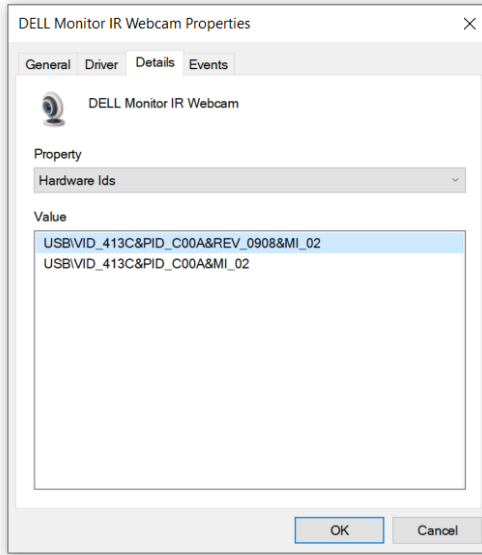 DELL Monitor IR Webcam Properties
General Driver Details Events
DELL Monitor IR Webcam
Property
Hardware Ids
Value
USB\VID_413C&PID_C00A&REV_0908&MI_02
USB\VID_413C&PID_C00A&MI_02
OK Cancel